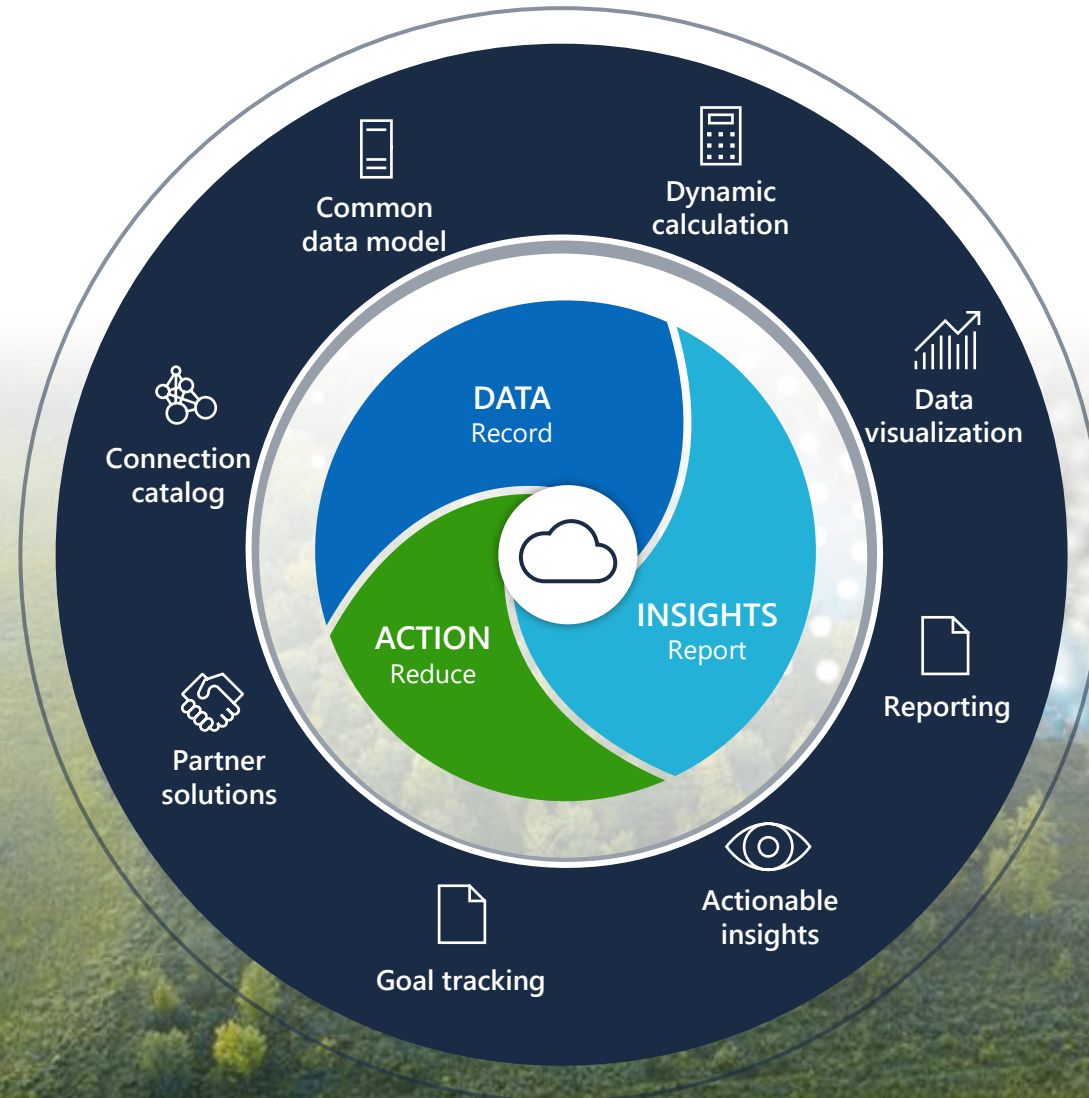 Common
data model
Dynamic
calculation
Data
visualization
Reporting
Actionable
insights
Goal tracking
Partner
solutions
Connection
catalog
DATA
Record
INSIGHTS
Report
ACTION
Reduce